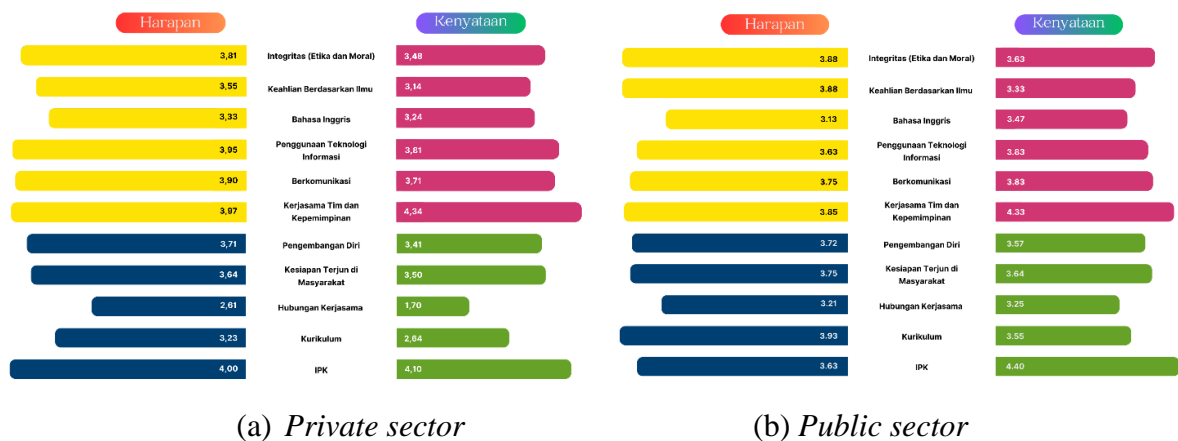 Harapan Kenyataan
3,81 Integritas (Etika dan Moral) 3,48
3,55 Keahlian Berdasarkan Ilmu 3,14
3,33 Bahasa Inggris 3,24
3,95 Penggunaan Teknologi Informasi 3,81
3,90 Berkomunikasi 3,71
3,97 Kerjasama Tim dan Kepemimpinan 4,34
3,71 Pengembangan Diri 3,41
3,64 Kesiapan Terjun di Masyarakat 3,50
2,61 Hubungan Kerjasama 1,70
3,23 Kurikulum 2,64
4,00 IPK 4,10
(a) Private sector
Harapan Kenyataan
3.88 Integritas (Etika dan Moral) 3.63
3.88 Keahlian Berdasarkan Ilmu 3.33
3.13 Bahasa Inggris 3.47
3.63 Penggunaan Teknologi Informasi 3.83
3.75 Berkomunikasi 3.83
3.85 Kerjasama Tim dan Kepemimpinan 4.33
3.72 Pengembangan Diri 3.57
3.75 Kesiapan Terjun di Masyarakat 3.64
3.21 Hubungan Kerjasama 3.25
3.93 Kurikulum 3.55
3.63 IPK 4.40
(b) Public sector